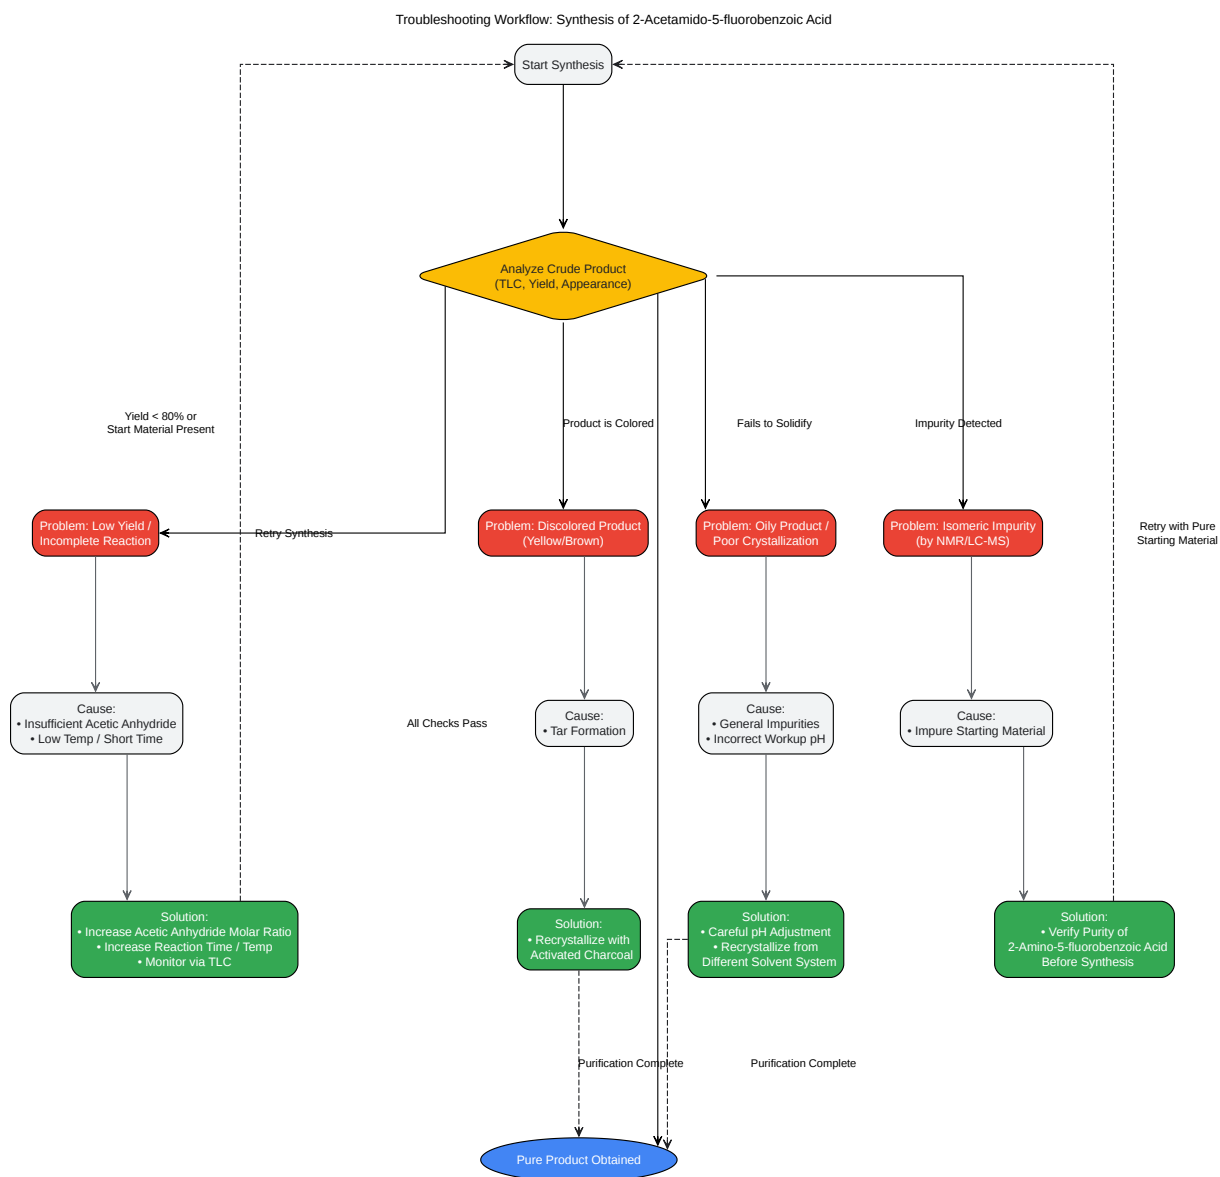 Troubleshooting Workflow: Synthesis of 2-Acetamido-5-fluorobenzoic Acid
Start Synthesis
Analyze Crude Product
(TLC, Yield, Appearance)
Yield < 80% or
Start Material Present
Product is Colored
Fails to Solidify
Impurity Detected
Problem: Low Yield /
Incomplete Reaction
Retry Synthesis
Problem: Discolored Product
(Yellow/Brown)
Problem: Oily Product /
Poor Crystallization
Problem: Isomeric Impurity
(by NMR/LC-MS)
Retry with Pure
Starting Material
Cause:
• Insufficient Acetic Anhydride
• Low Temp / Short Time
All Checks Pass
Cause:
• Tar Formation
Cause:
• General Impurities
• Incorrect Workup pH
Cause:
• Impure Starting Material
Solution:
• Increase Acetic Anhydride Molar Ratio
• Increase Reaction Time / Temp
• Monitor via TLC
Solution:
• Recrystallize with
Activated Charcoal
Solution:
• Careful pH Adjustment
• Recrystallize from
Different Solvent System
Solution:
• Verify Purity of
2-Amino-5-fluorobenzoic Acid
Before Synthesis
Purification Complete
Purification Complete
Pure Product Obtained